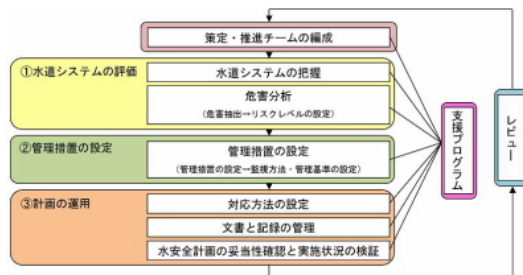 策定・推進チームの編成
①水道システムの評価
水道システムの把握
危害分析
（危害抽出→リスクレベルの設定）
②管理措置の設定
管理措置の設定
（管理措置の設定→監視方法・管理基準の設定）
③計画の運用
対応方法の設定
文書と記録の管理
水安全計画の妥当性確認と実施状況の検証
支援プログラム
レビュー